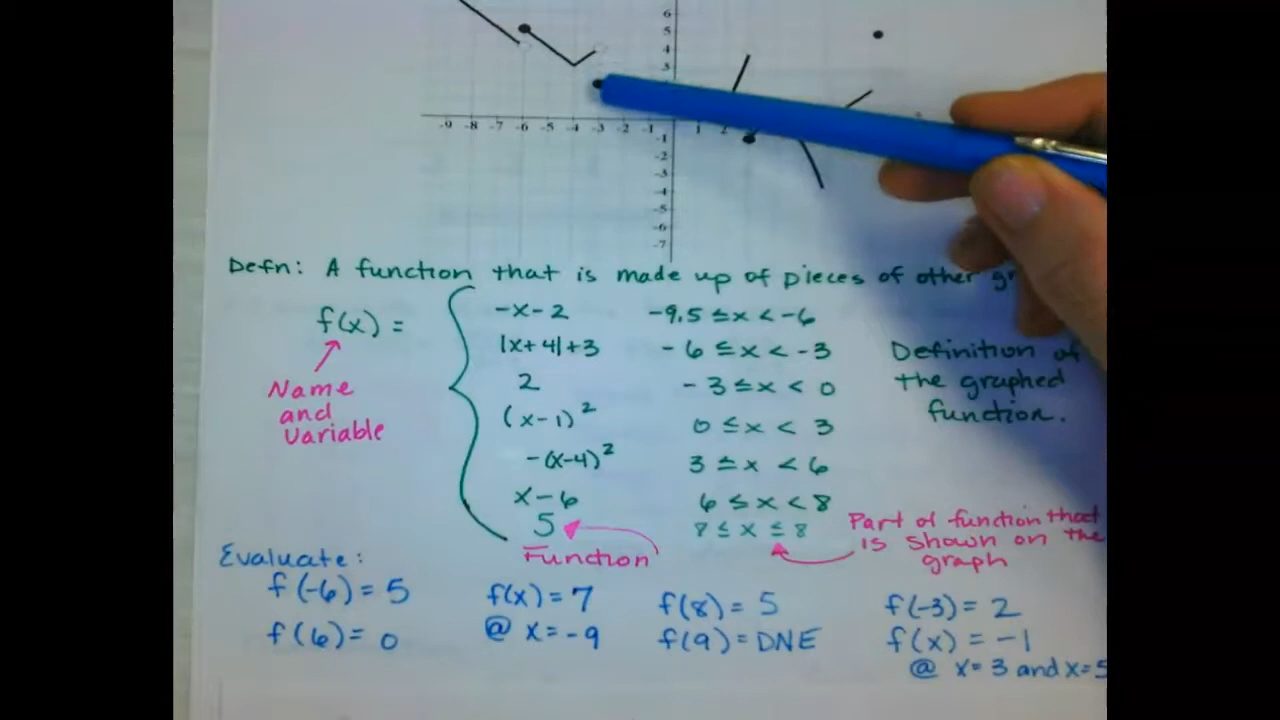 6
5
4
3
-9 -8 -7 -6 -5 -4 -3 -2 -1 1 2
-1
-2
-3
-4
-5
-6
-7
Defn: A function that is made up of pieces of other
f(x) =
-x-2 -9.5 ≤ x < -6
|x+4|+3 -6 ≤ x < -3
2 -3 ≤ x < 0
(x-1)² 0 ≤ x < 3
-(x-4)² 3 ≤ x < 6
x-6 6 ≤ x < 8
5 8 ≤ x ≤ 8
Name
and
Variable
Definition of
the graphed
function.
Function
Part of function that
is shown on the
graph
Evaluate:
f(-6) = 5
f(6) = 0
f(x) = 7
@ x = -9
f(8) = 5
f(9) = DNE
f(-3) = 2
f(x) = -1
@ x=3 and x=5